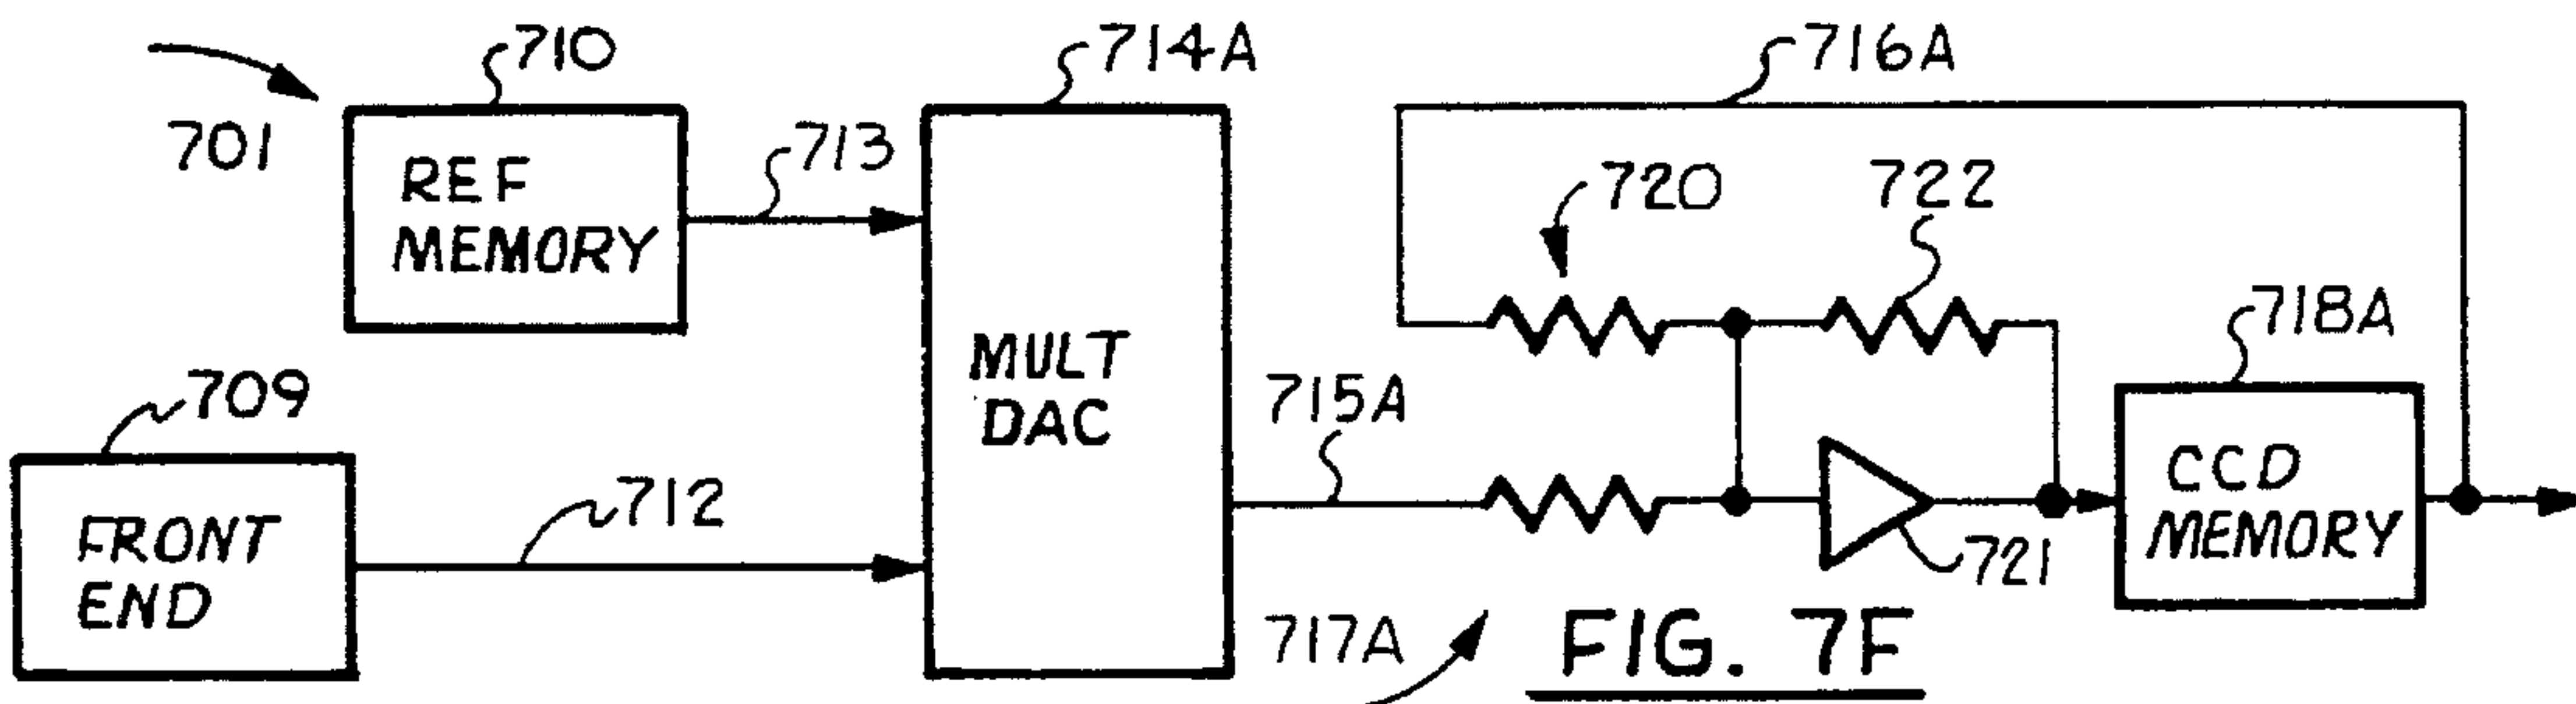 701
710
REF
MEMORY
713
714A
MULT
DAC
716A
720
722
718A
CCD
MEMORY
709
FRONT
END
712
715A
721
717A
FIG. 7F